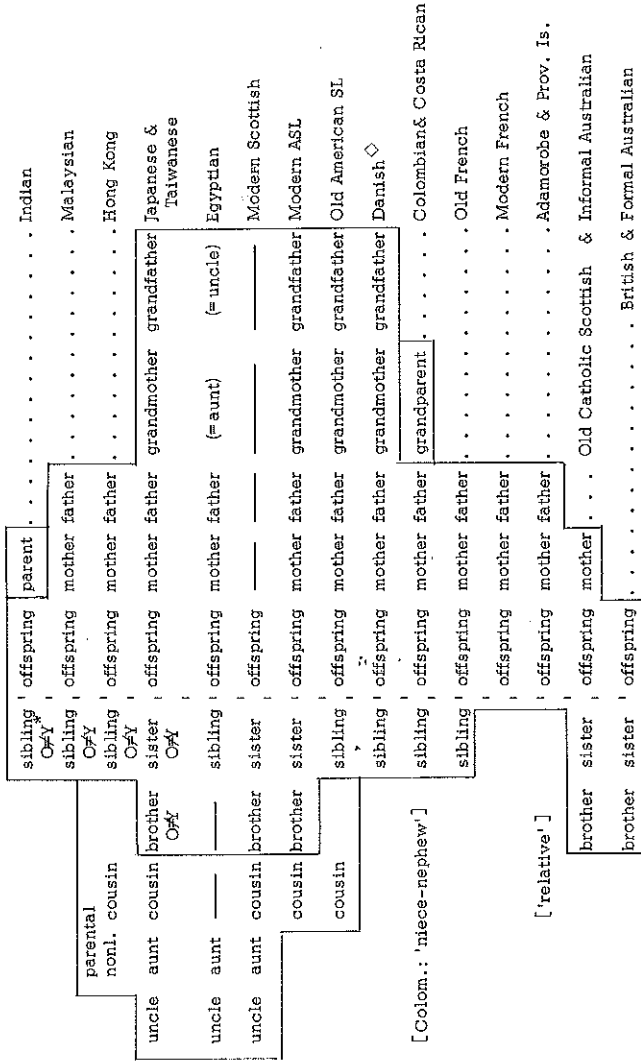 sibling offspring parent . . . . . . . . . . . . Indian
O≠Y*
sibling offspring mother father . . . . . . . . Malaysian
O≠Y
parental
nonl. cousin sibling offspring mother father . . . . . . . . Hong Kong
O≠Y
uncle aunt cousin brother sister offspring mother father grandmother grandfather Japanese &
O≠Y O≠Y Taiwanese
uncle aunt —— —— sibling offspring mother father (=aunt) (=uncle) Egyptian
uncle aunt cousin brother sister offspring —— —— —— —— Modern Scottish
cousin brother sister offspring mother father grandmother grandfather Modern ASL
cousin sibling offspring mother father grandmother grandfather Old American SL
sibling offspring mother father grandmother grandfather Danish ◇
[Colom.: 'niece-nephew'] sibling offspring mother father grandparent . . . . . Colombian& Costa Rican
sibling offspring mother father . . . . . . . . Old French
offspring mother father . . . . . . . . Modern French
['relative'] offspring mother father . . . . . . . . Adamorobe & Prov. Is.
brother sister offspring mother . . . Old Catholic Scottish & Informal Australian
brother sister offspring . . . . . . . . . . British & Formal Australian